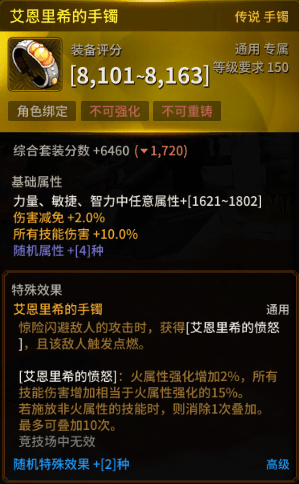 艾恩里希的手镯
传说 手镯
装备评分
[8,101~8,163]
通用 专属
等级要求 150
角色绑定 不可强化 不可重铸
综合套装分数 +6460 (▼1,720)
基础属性
力量、敏捷、智力中任意属性+[1621~1802]
伤害减免 +2.0%
所有技能伤害 +10.0%
随机属性 +[4]种
特殊效果
艾恩里希的手镯
通用
惊险闪避敌人的攻击时，获得[艾恩里希的愤怒
]，且该敌人触发点燃。
[艾恩里希的愤怒]：火属性强化增加2%，所有
技能伤害增加相当于火属性强化的15%。
若施放非火属性的技能时，则消除1次叠加。
最多可叠加10次。
竞技场中无效
随机特殊效果 +[2]种
高级